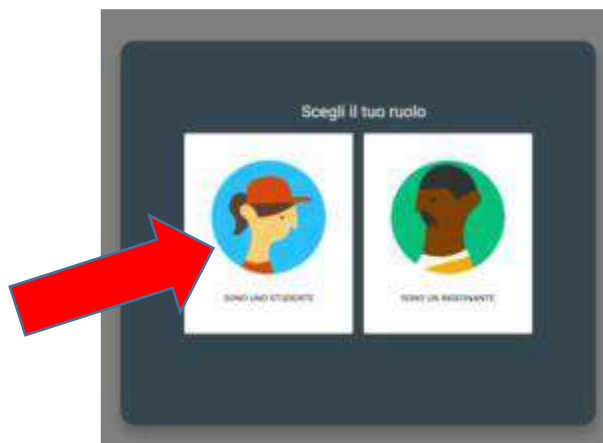 Scegli il tuo ruolo
SONO UNO STUDENTE
SONO UN INSEGNANTE